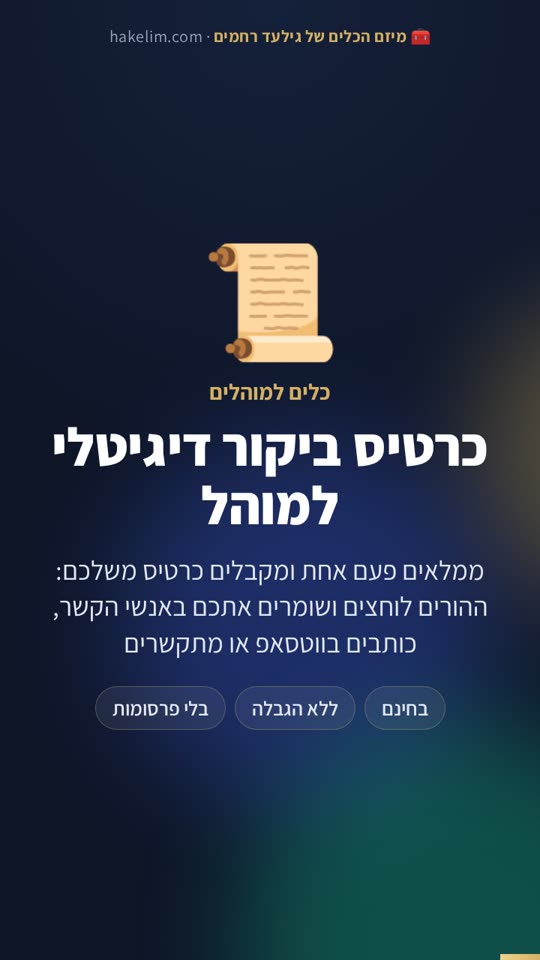 🧰 מיזם הכלים של גילעד רחמים · hakelim.com
כלים למוהלים
כרטיס ביקור דיגיטלי
למוהל
ממלאים פעם אחת ומקבלים כרטיס משלכם:
ההורים לוחצים ושומרים אתכם באנשי הקשר,
כותבים בווטסאפ או מתקשרים
בחינם
ללא הגבלה
בלי פרסומות